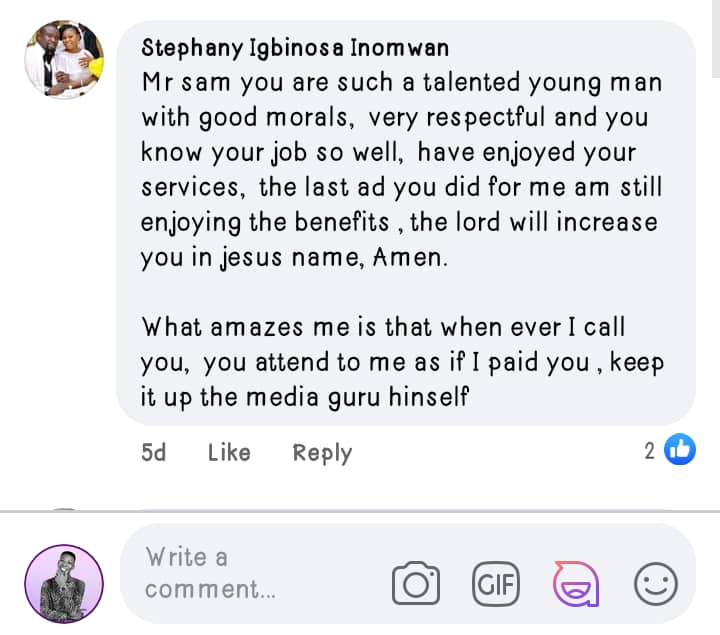 Stephany Igbinosa Inomwan
Mr sam you are such a talented young man
with good morals, very respectful and you
know your job so well, have enjoyed your
services, the last ad you did for me am still
enjoying the benefits , the lord will increase
you in jesus name, Amen.
What amazes me is that when ever I call
you, you attend to me as if I paid you , keep
it up the media guru hinself
5d Like Reply 2
Write a
comment...
GIF